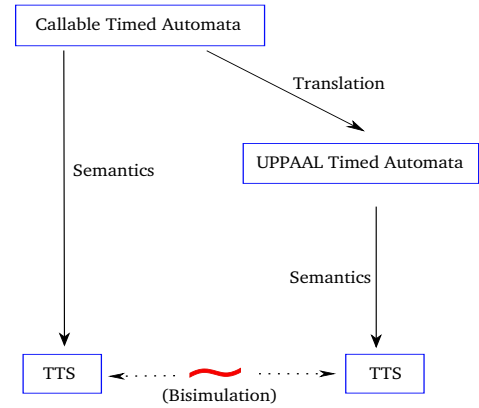 Callable Timed Automata
Translation
UPPAAL Timed Automata
Semantics
Semantics
TTS
TTS
(Bisimulation)